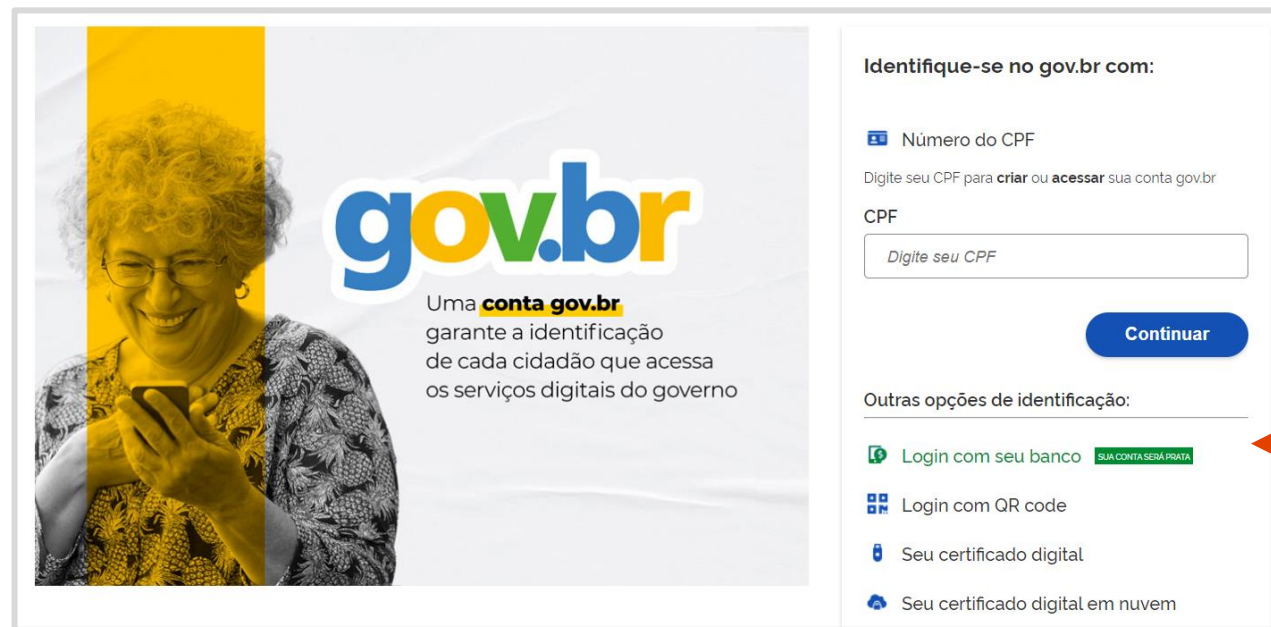 gov.br
Uma conta gov.br
garante a identificação
de cada cidadão que acessa
os serviços digitais do governo
Identifique-se no gov.br com:
Número do CPF
Digite seu CPF para criar ou acessar sua conta gov.br
CPF
Digite seu CPF
Continuar
Outras opções de identificação:
Login com seu banco SUA CONTA SERÁ PRATA
Login com QR code
Seu certificado digital
Seu certificado digital em nuvem